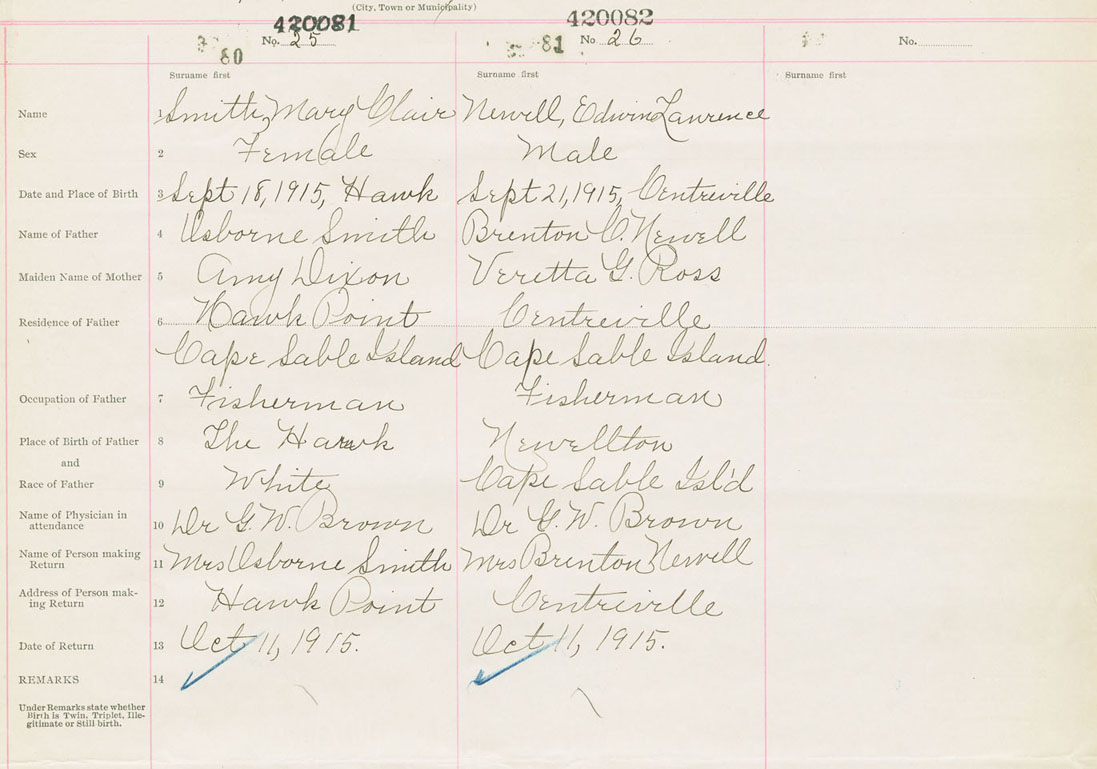 (City, Town or Municipality)
420081 420082
No. 25 No 26 No.
80 81
Surname first Surname first Surname first
Name 1 Smith, Mary Clair Newell, Edwin Lawrence
Sex 2 Female Male
Date and Place of Birth 3 Sept 18, 1915, Hawk Sept 21, 1915, Centreville
Name of Father 4 Osborne Smith Brenton C. Newell
Maiden Name of Mother 5 Amy Dixon Veretta G. Ross
Residence of Father 6 Hawk Point Centreville
Cape Sable Island Cape Sable Island.
Occupation of Father 7 Fisherman Fisherman
Place of Birth of Father 8 The Hawk Newellton
and
Race of Father 9 White Cape Sable Isl'd
Name of Physician in attendance 10 Dr G. W. Brown Dr G. W. Brown
Name of Person making Return 11 Mrs Osborne Smith Mrs Brenton Newell
Address of Person mak-
ing Return 12 Hawk Point Centreville
Date of Return 13 Oct 11, 1915. Oct 11, 1915.
REMARKS 14
Under Remarks state whether
Birth is Twin, Triplet, Ille-
gitimate or Still birth.